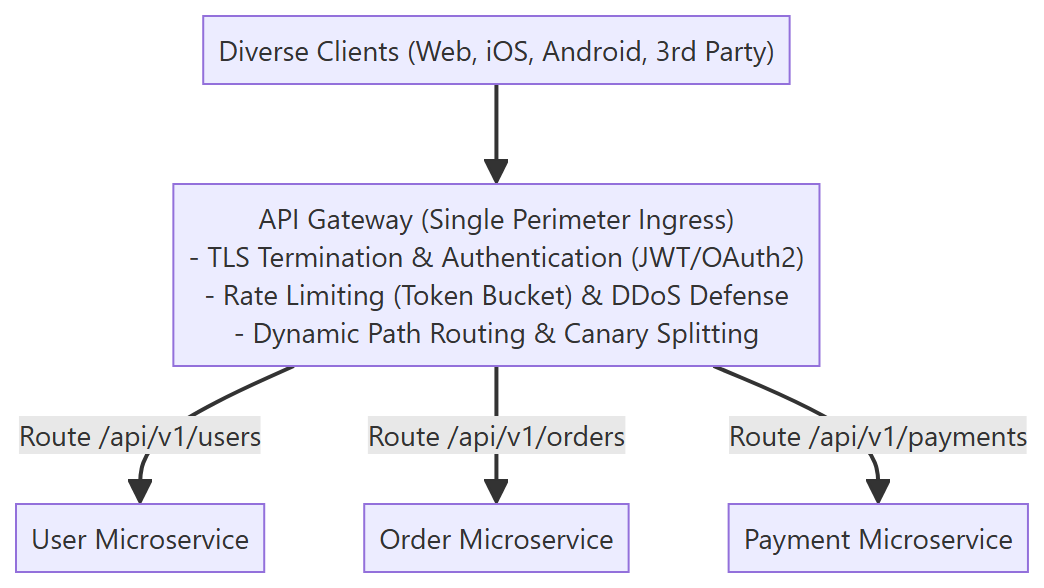 Diverse Clients (Web, iOS, Android, 3rd Party)
API Gateway (Single Perimeter Ingress)
- TLS Termination & Authentication (JWT/OAuth2)
- Rate Limiting (Token Bucket) & DDoS Defense
- Dynamic Path Routing & Canary Splitting
Route /api/v1/users
Route /api/v1/orders
Route /api/v1/payments
User Microservice
Order Microservice
Payment Microservice